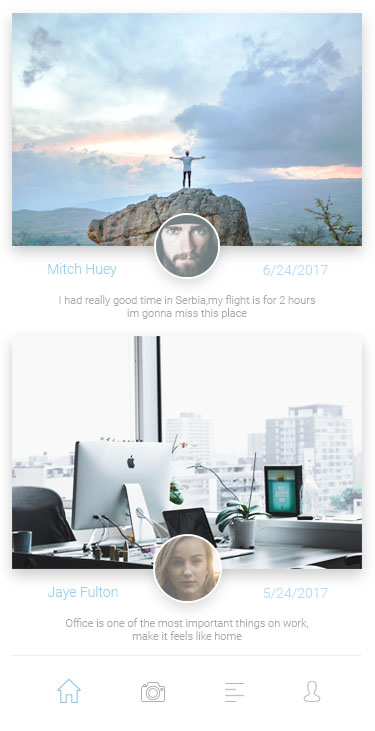 Mitch Huey
6/24/2017
I had really good time in Serbia,my flight is for 2 hours
im gonna miss this place
Jaye Fulton
5/24/2017
Office is one of the most important things on work,
make it feels like home